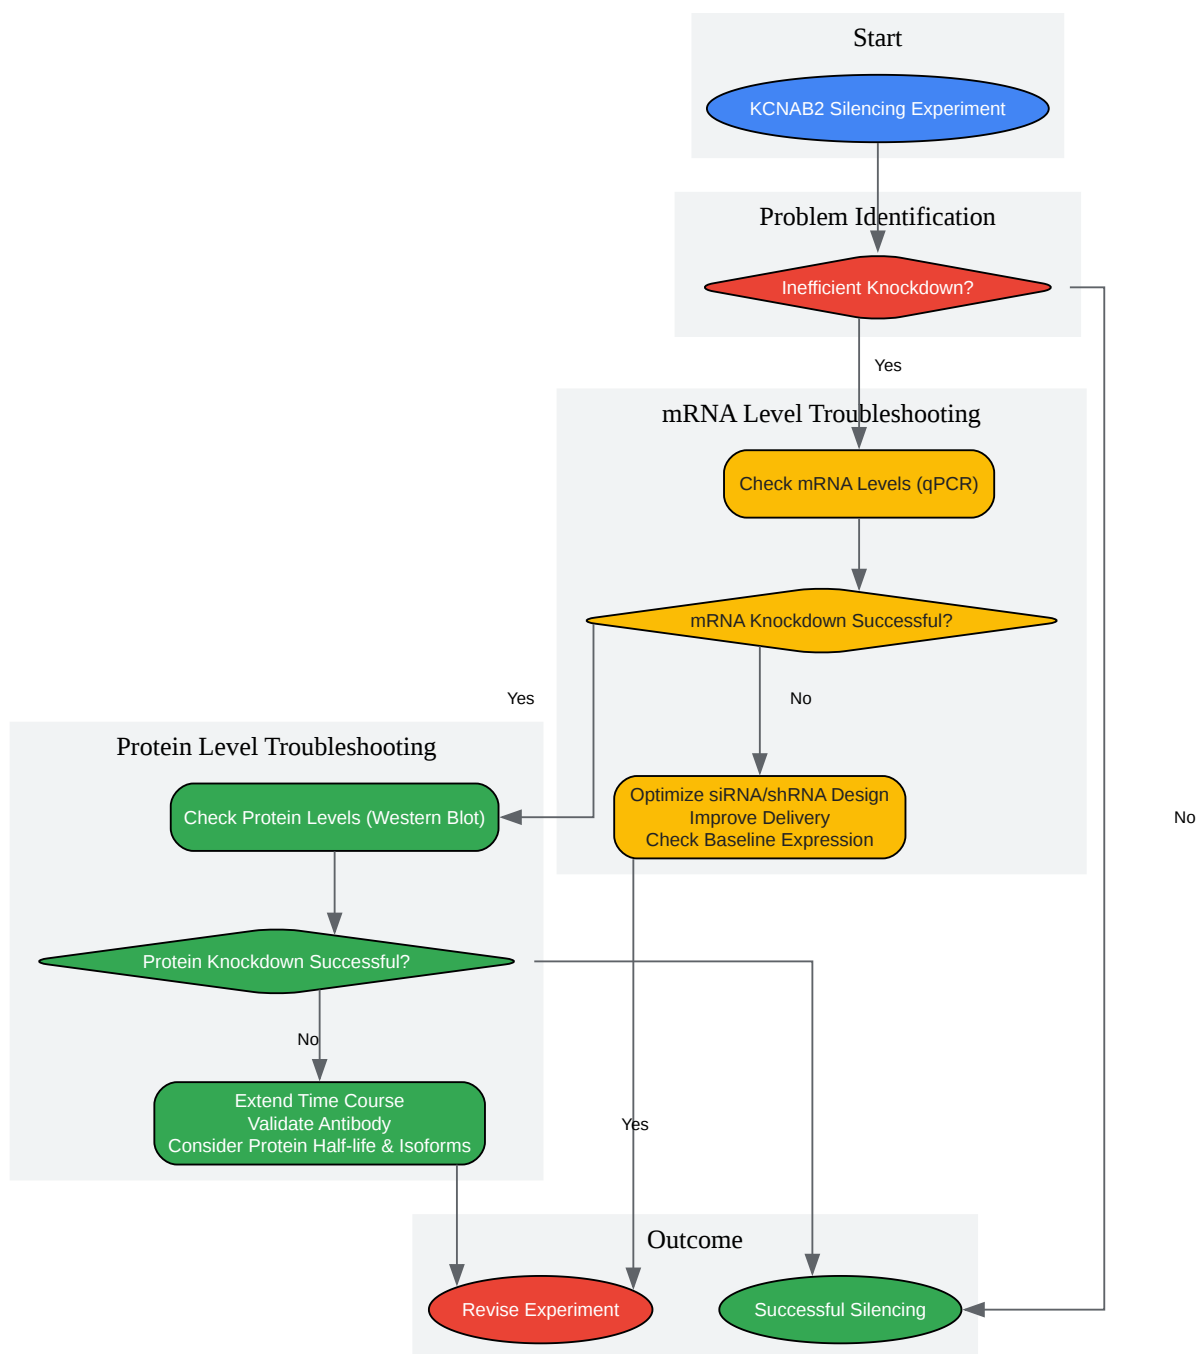 Start
KCNAB2 Silencing Experiment
Problem Identification
Inefficient Knockdown?
Yes
mRNA Level Troubleshooting
Check mRNA Levels (qPCR)
mRNA Knockdown Successful?
Yes
No
Protein Level Troubleshooting
Check Protein Levels (Western Blot)
Optimize siRNA/shRNA Design
Improve Delivery
Check Baseline Expression
No
Protein Knockdown Successful?
No
Extend Time Course
Validate Antibody
Consider Protein Half-life & Isoforms
Yes
Outcome
Revise Experiment
Successful Silencing